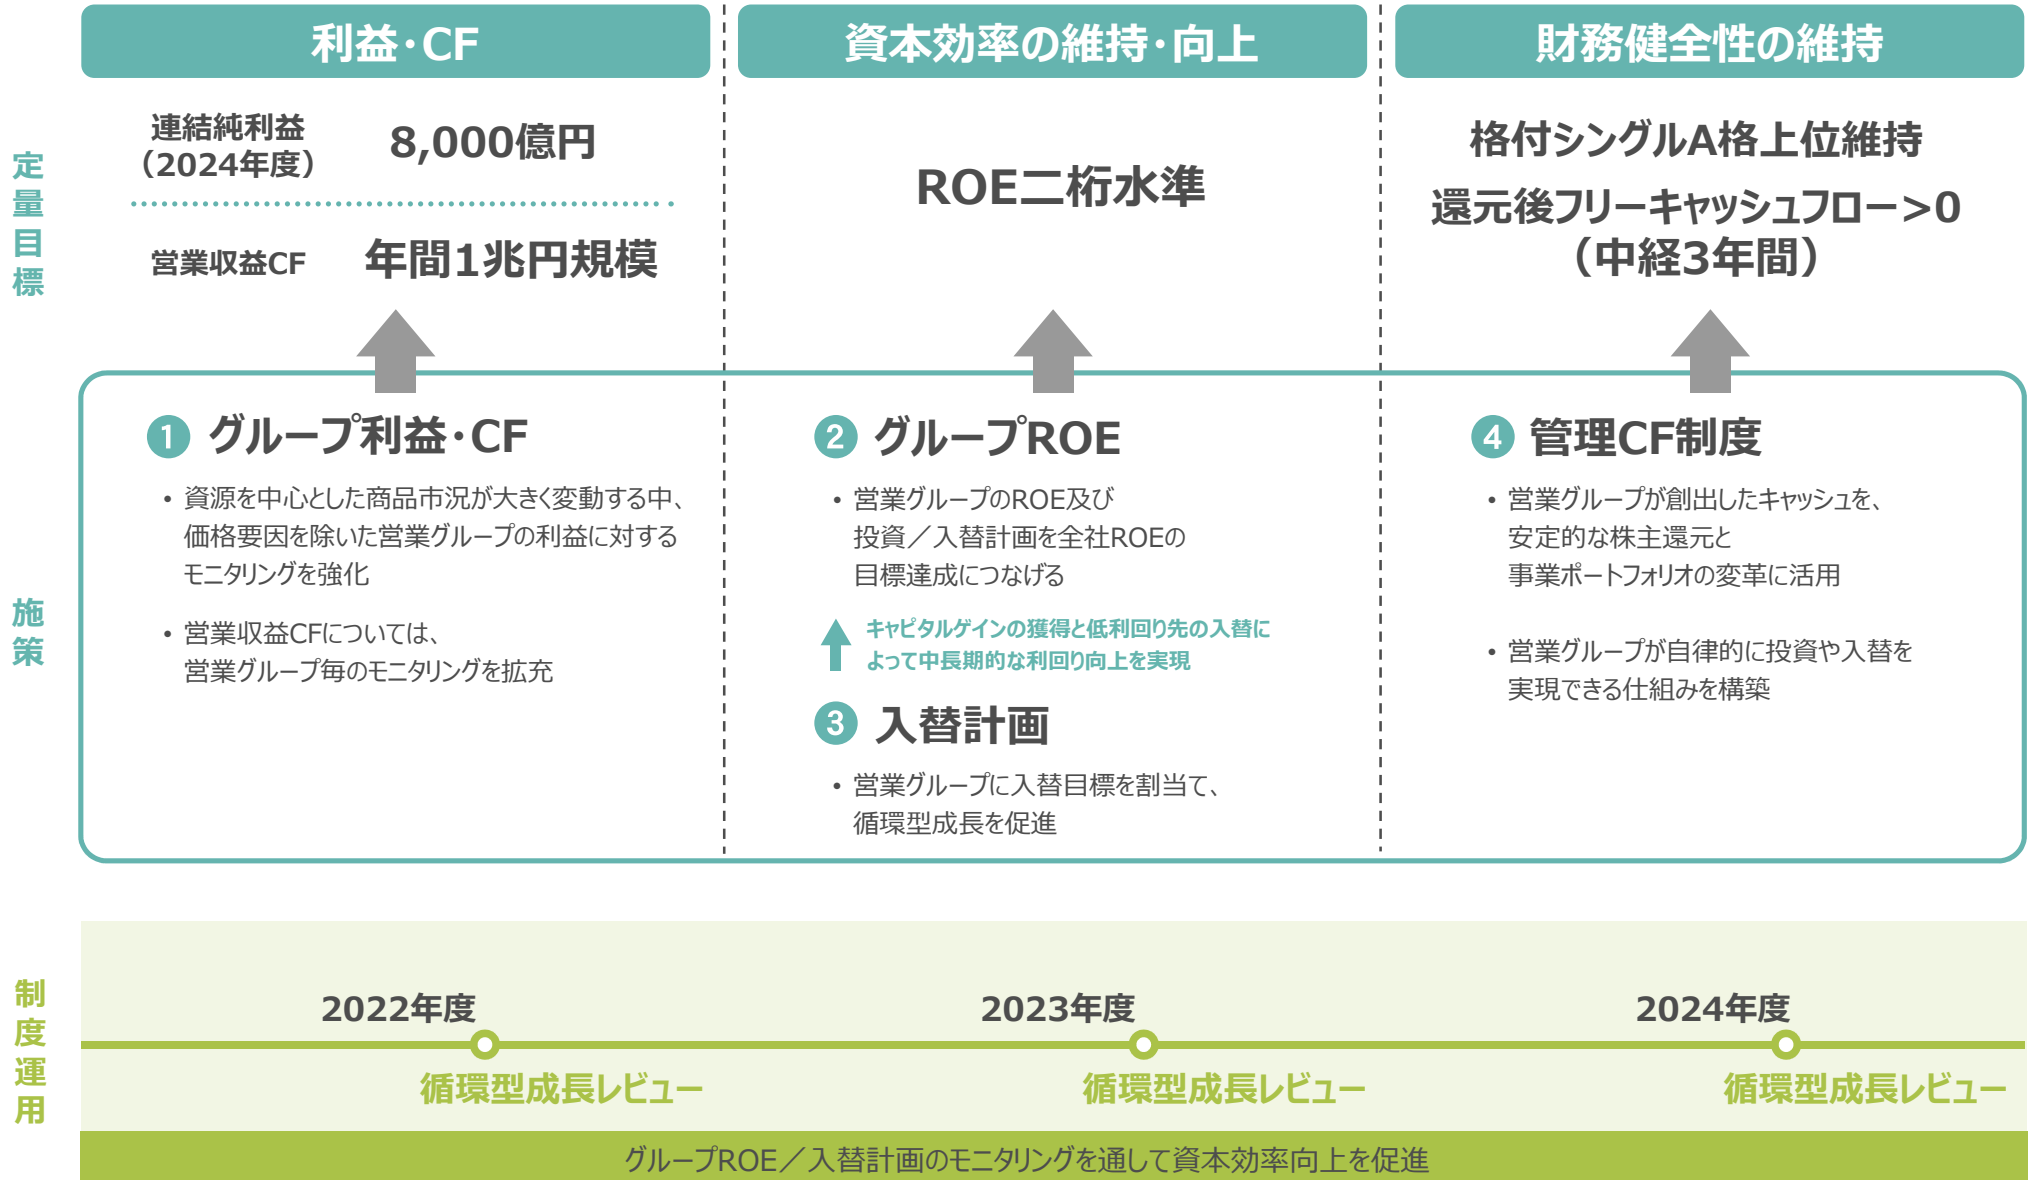 利益・CF
資本効率の維持・向上
財務健全性の維持
定量目標
連結純利益
（2024年度）
8,000億円
営業収益CF
年間1兆円規模
ROE二桁水準
格付シングルA格上位維持
還元後フリーキャッシュフロー>0
（中経3年間）
施策
1 グループ利益・CF
• 資源を中心とした商品市況が大きく変動する中、
価格要因を除いた営業グループの利益に対する
モニタリングを強化
• 営業収益CFについては、
営業グループ毎のモニタリングを拡充
2 グループROE
• 営業グループのROE及び
投資／入替計画を全社ROEの
目標達成につなげる
キャピタルゲインの獲得と低利回り先の入替に
よって中長期的な利回り向上を実現
3 入替計画
• 営業グループに入替目標を割当て、
循環型成長を促進
4 管理CF制度
• 営業グループが創出したキャッシュを、
安定的な株主還元と
事業ポートフォリオの変革に活用
• 営業グループが自律的に投資や入替を
実現できる仕組みを構築
制度運用
2022年度
2023年度
2024年度
循環型成長レビュー
循環型成長レビュー
循環型成長レビュー
グループROE／入替計画のモニタリングを通して資本効率向上を促進